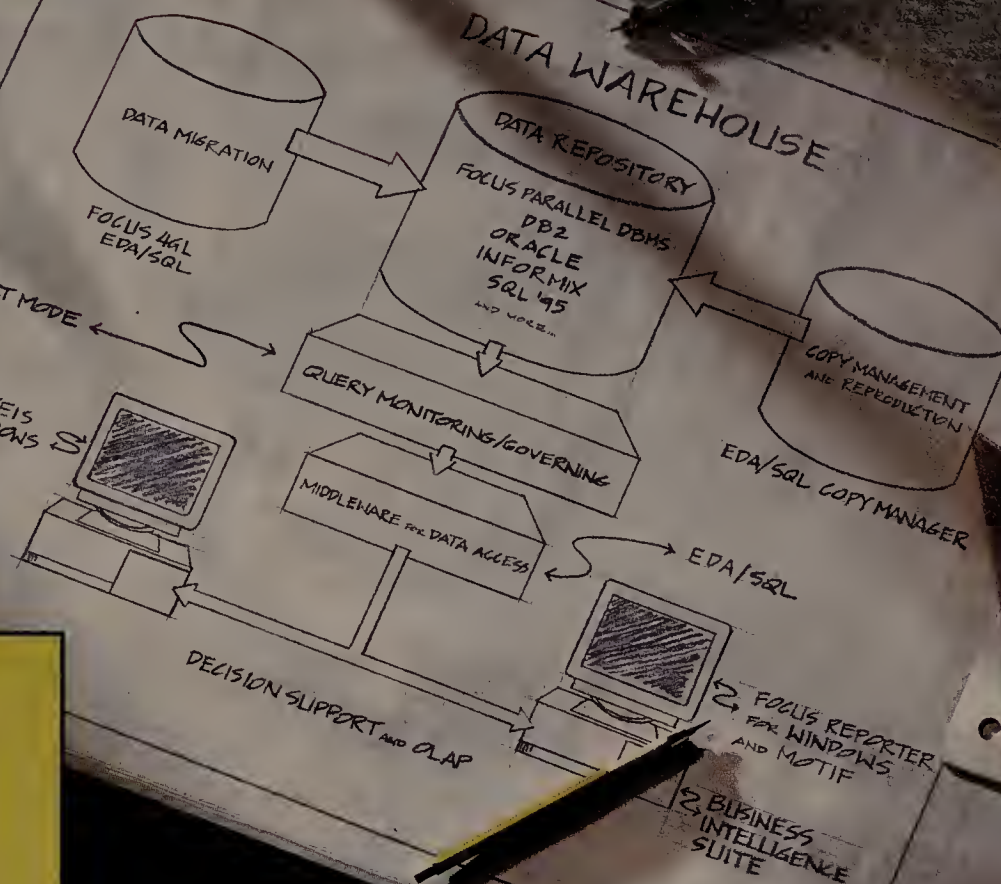 DATA WAREHOUSE
DATA MIGRATION
FOCUS 4GL
EDA/SQL
DATA REPOSITORY
FOCUS PARALLEL DBMS
DB2
ORACLE
INFORMIX
SQL '95
AND MORE...
COPY MANAGEMENT
AND REPRODUCTION
EDA/SQL COPY MANAGER
MODE
QUERY MONITORING/GOVERNING
MIDDLEWARE FOR DATA ACCESS
EDA/SQL
DECISION SUPPORT AND OLAP
FOCUS REPORTER
FOR WINDOWS
AND MOTIF
BUSINESS
INTELLIGENCE
SUITE